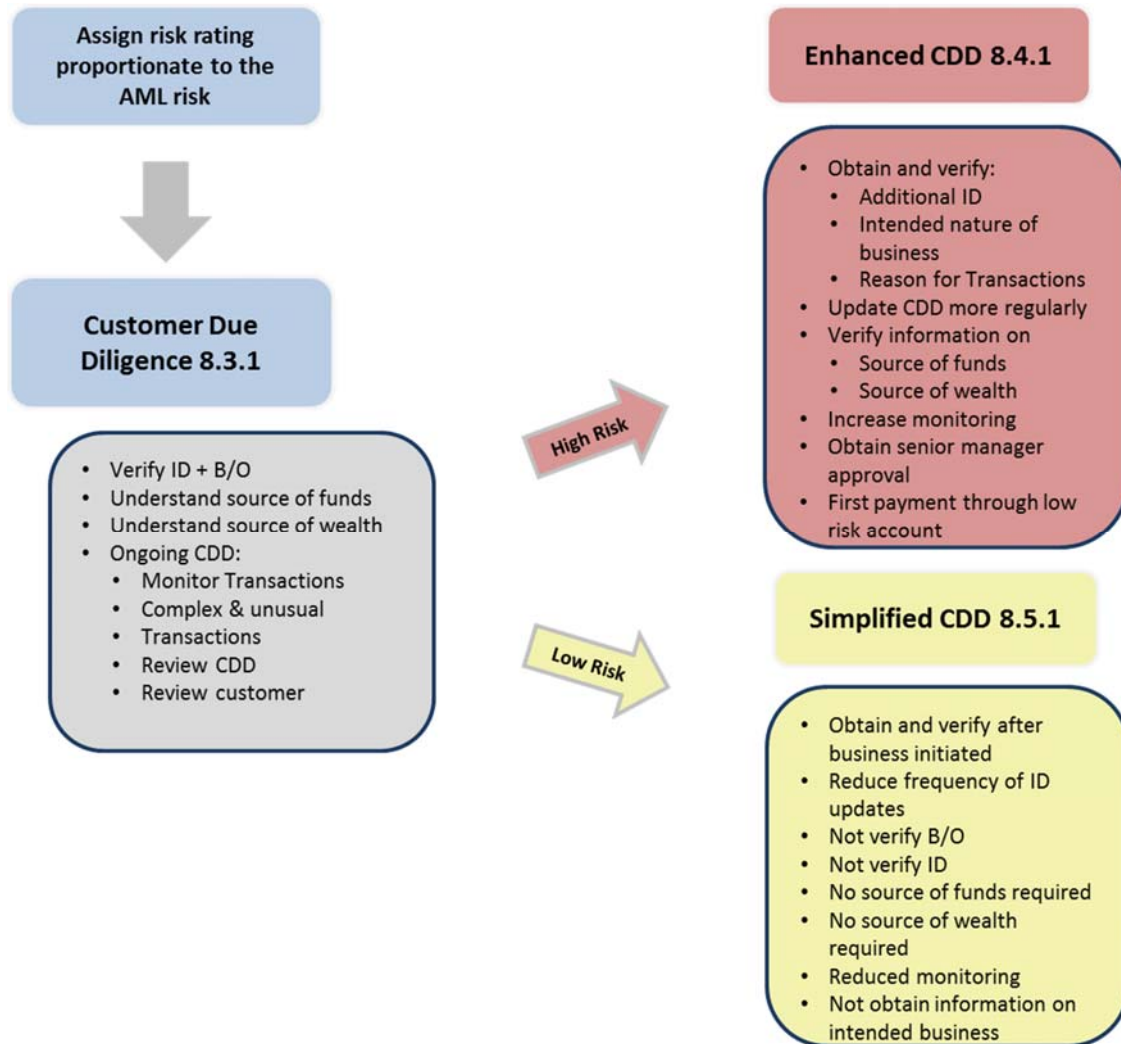 Assign risk rating
proportionate to the
AML risk
Customer Due
Diligence 8.3.1
• Verify ID + B/O
• Understand source of funds
• Understand source of wealth
• Ongoing CDD:
• Monitor Transactions
• Complex & unusual
• Transactions
• Review CDD
• Review customer
High Risk
Low Risk
Enhanced CDD 8.4.1
• Obtain and verify:
• Additional ID
• Intended nature of
business
• Reason for Transactions
• Update CDD more regularly
• Verify information on
• Source of funds
• Source of wealth
• Increase monitoring
• Obtain senior manager
approval
• First payment through low
risk account
Simplified CDD 8.5.1
• Obtain and verify after
business initiated
• Reduce frequency of ID
updates
• Not verify B/O
• Not verify ID
• No source of funds required
• No source of wealth
required
• Reduced monitoring
• Not obtain information on
intended business